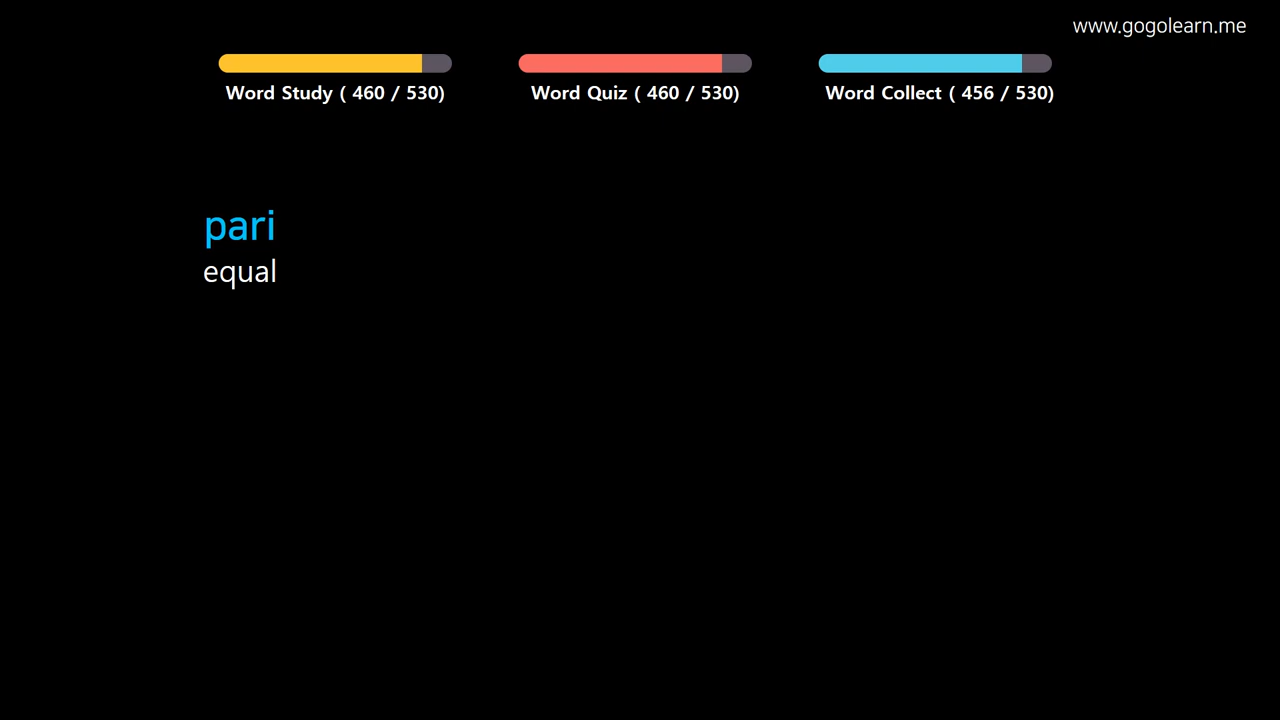 www.gogolearn.me
Word Study ( 460 / 530)
Word Quiz ( 460 / 530)
Word Collect ( 456 / 530)
pari
equal